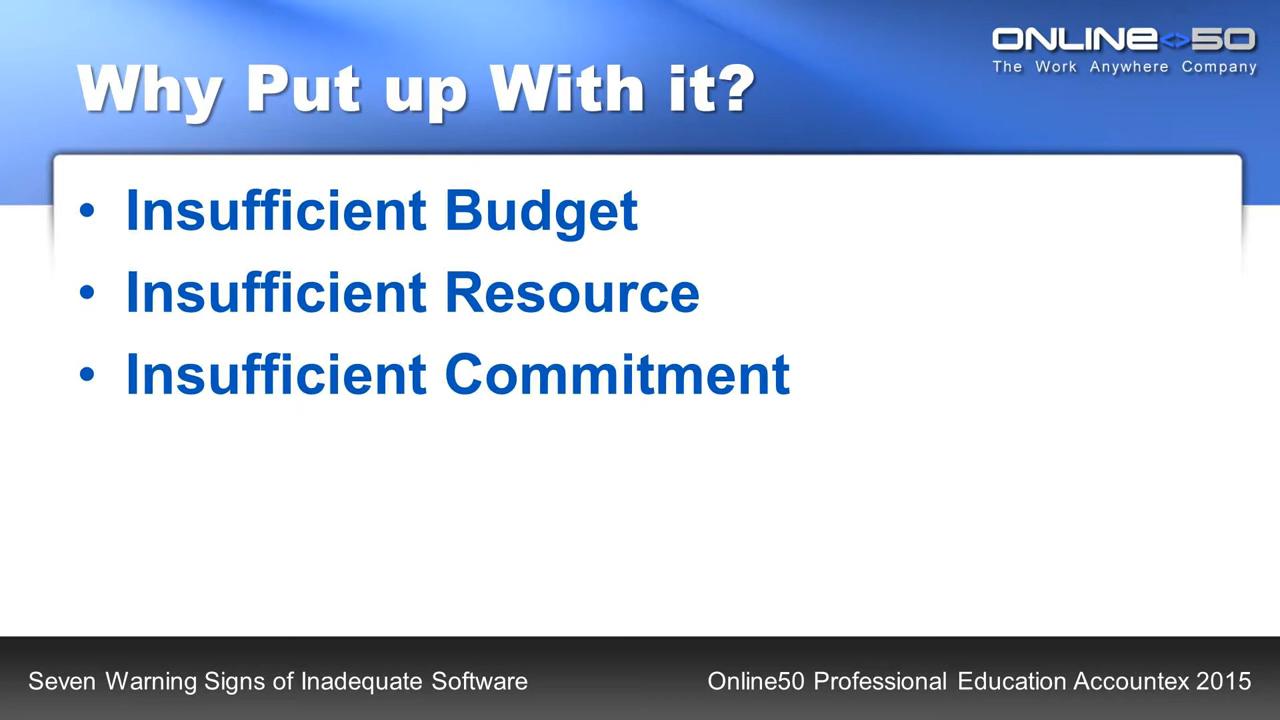 ONLINE<>50
The Work Anywhere Company
Why Put up With it?
• Insufficient Budget
• Insufficient Resource
• Insufficient Commitment
Seven Warning Signs of Inadequate Software
Online50 Professional Education Accountex 2015